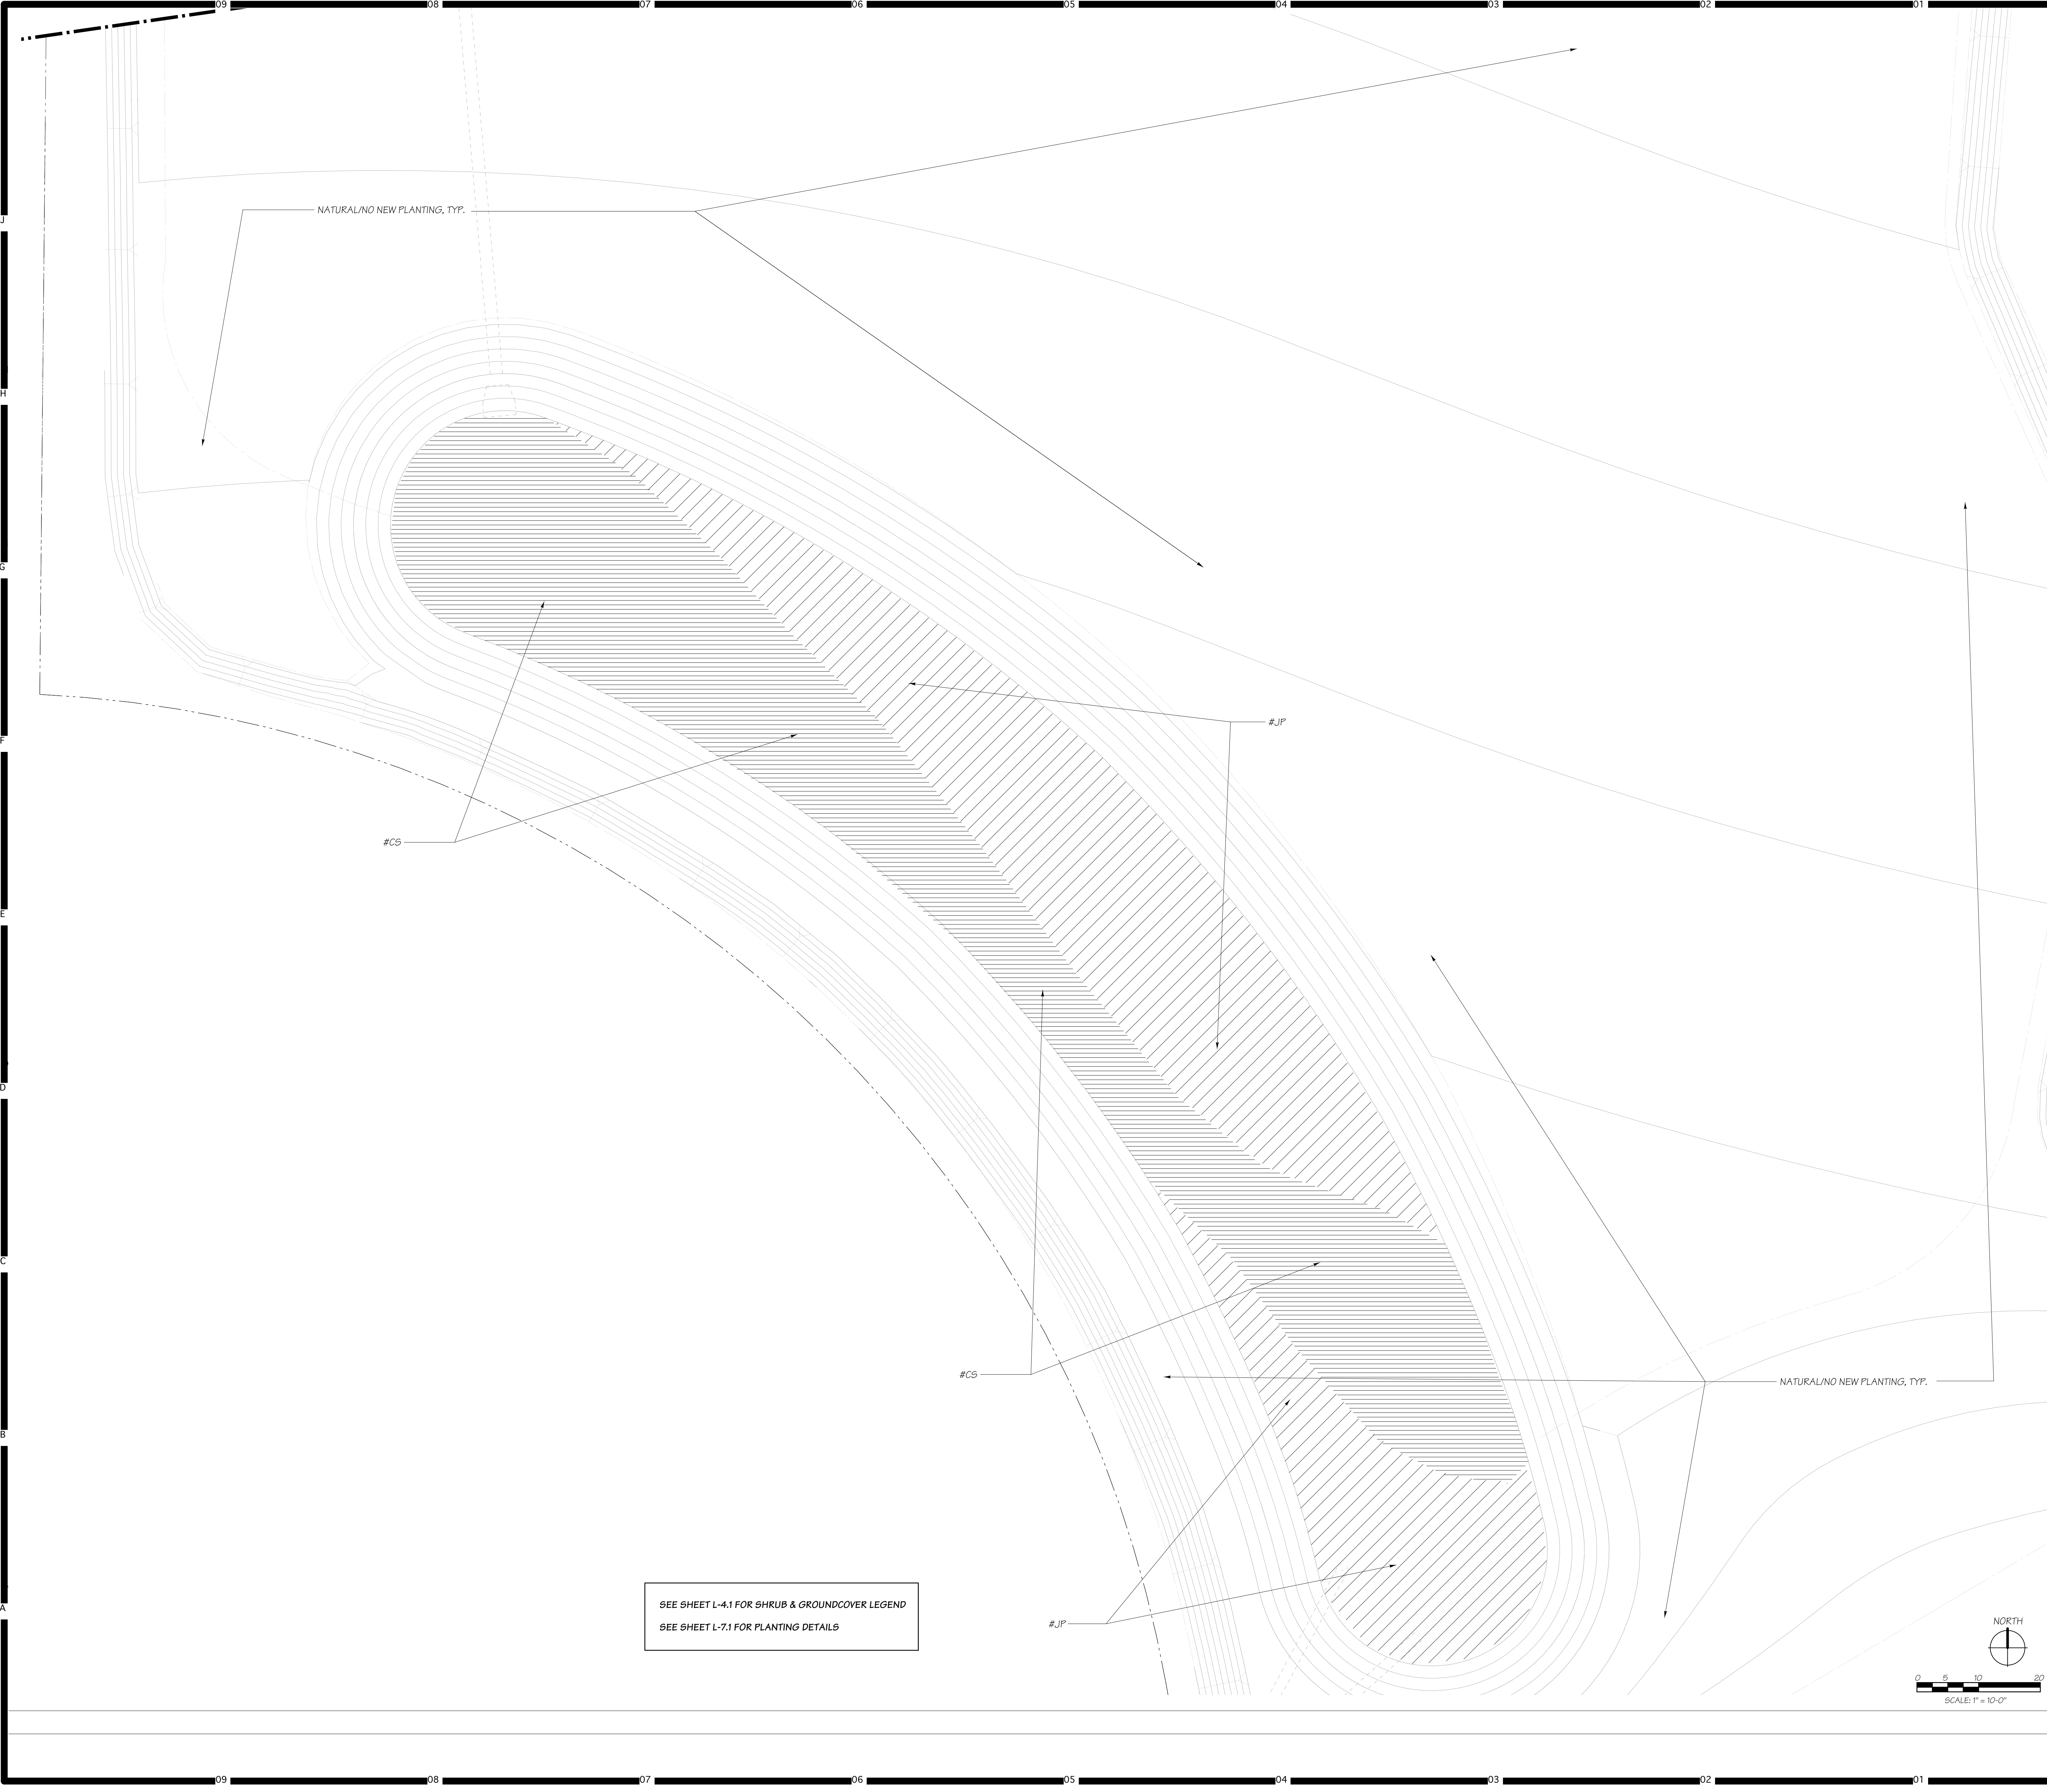 09 08 07 06 05 04 03 02 01
J
NATURAL/NO NEW PLANTING, TYP.
H
G
F
#JP
#CS
E
D
C
#CS
NATURAL/NO NEW PLANTING, TYP.
B
A
SEE SHEET L-4.1 FOR SHRUB & GROUNDCOVER LEGEND
SEE SHEET L-7.1 FOR PLANTING DETAILS
#JP
NORTH
0 5 10 20
SCALE: 1" = 10-0"
09 08 07 06 05 04 03 02 01